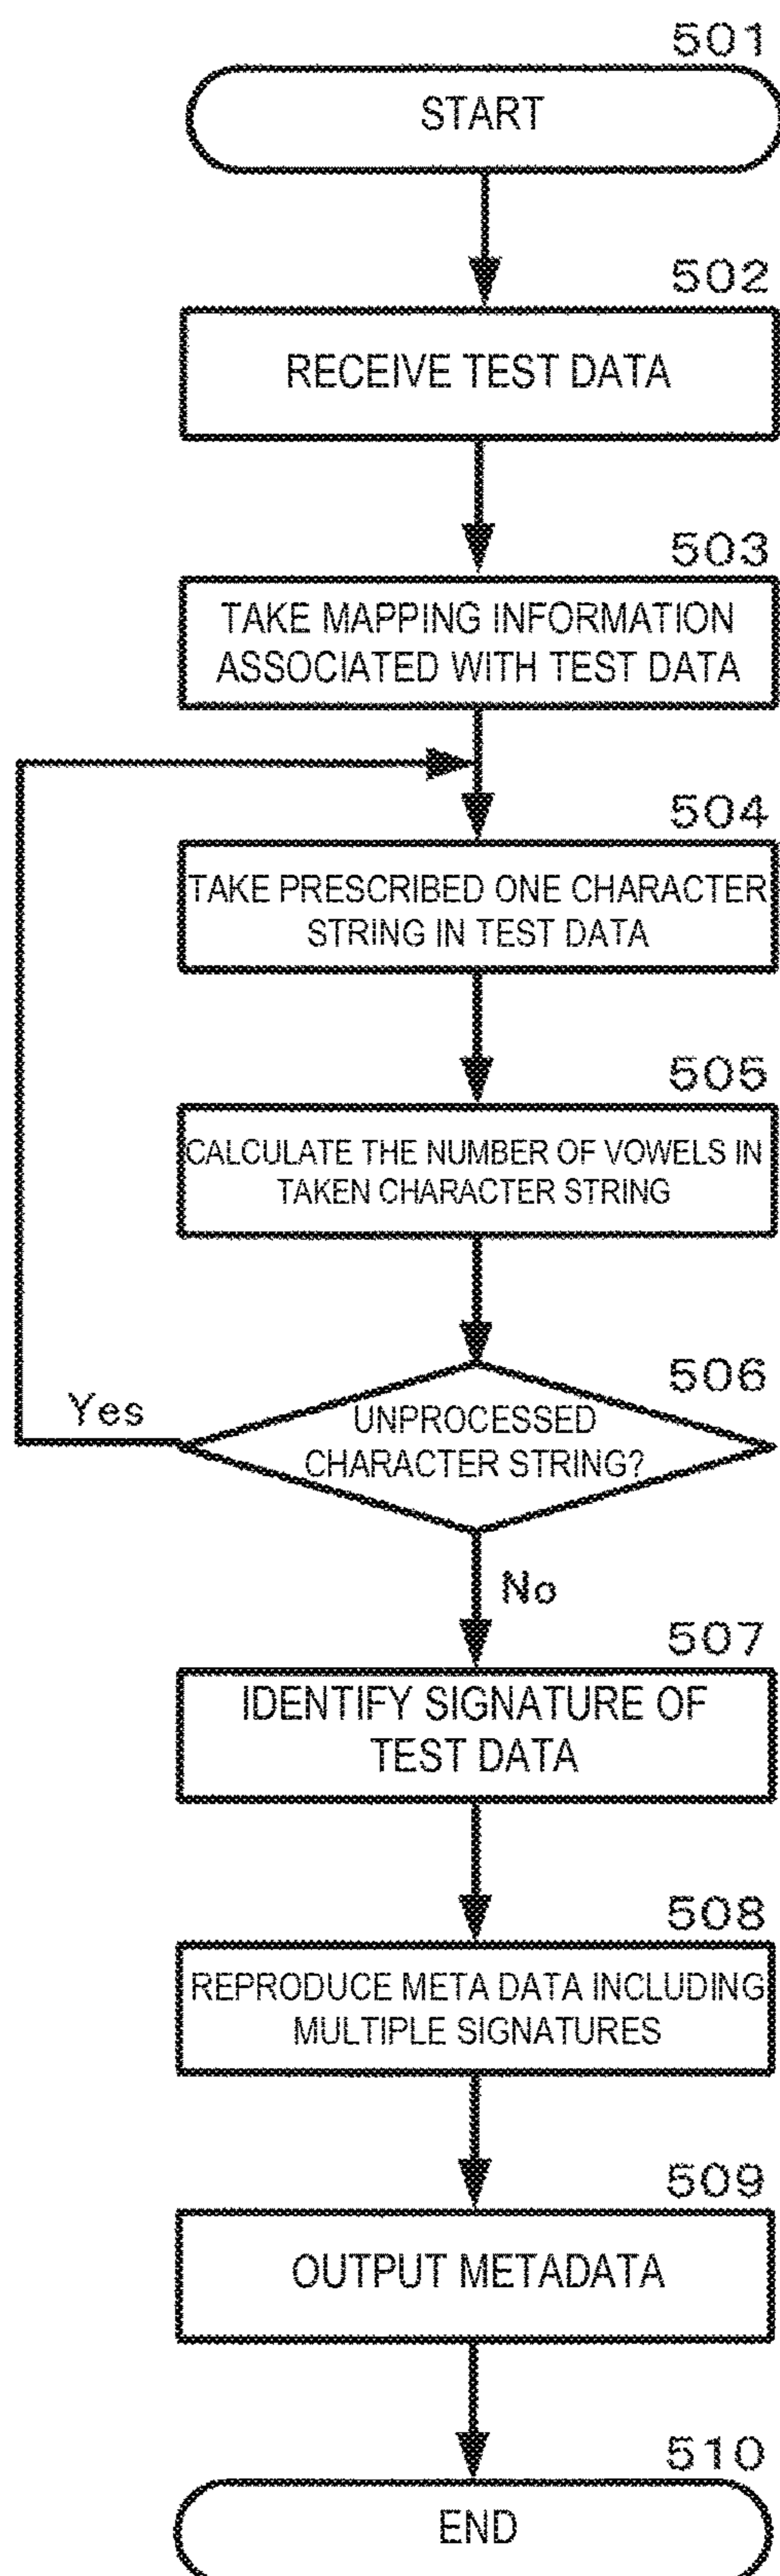 501
START
502
RECEIVE TEST DATA
503
TAKE MAPPING INFORMATION
ASSOCIATED WITH TEST DATA
504
TAKE PRESCRIBED ONE CHARACTER
STRING IN TEST DATA
505
CALCULATE THE NUMBER OF VOWELS IN
TAKEN CHARACTER STRING
506
Yes
UNPROCESSED
CHARACTER STRING?
No
507
IDENTIFY SIGNATURE OF
TEST DATA
508
REPRODUCE META DATA INCLUDING
MULTIPLE SIGNATURES
509
OUTPUT METADATA
510
END